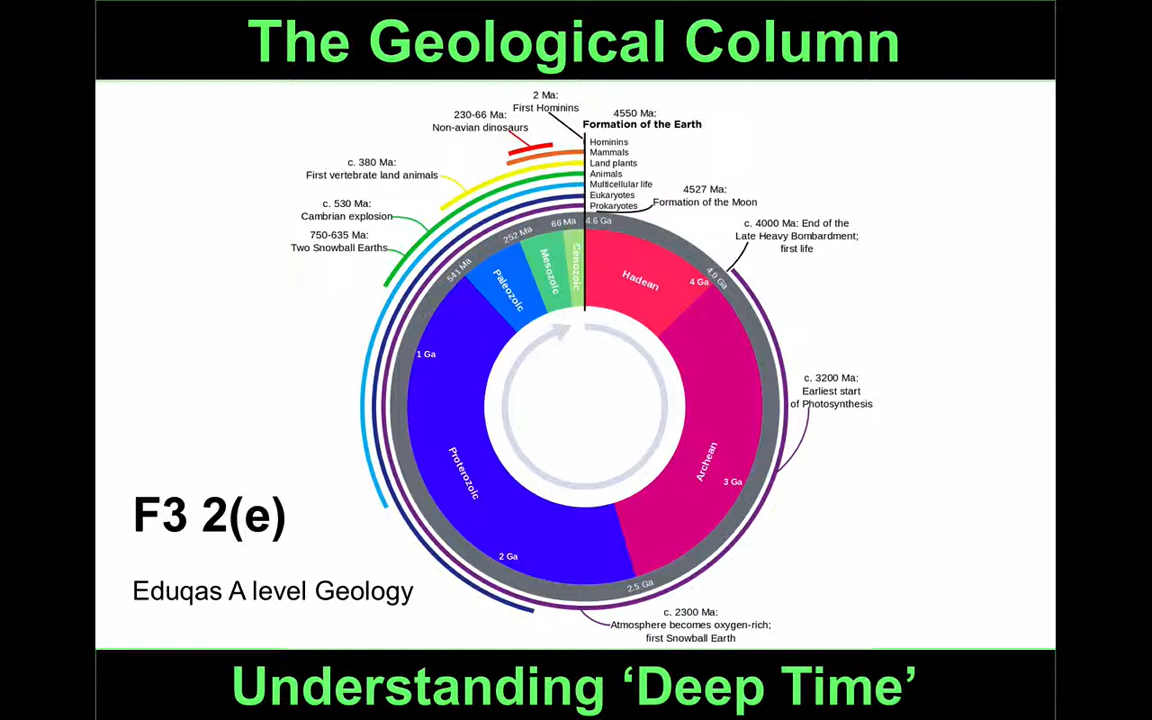 The Geological Column
2 Ma:
First Hominins
230-66 Ma:
Non-avian dinosaurs
4550 Ma:
Formation of the Earth
Hominins
Mammals
Land plants
Animals
Multicellular life
Eukaryotes
Prokaryotes
c. 380 Ma:
First vertebrate land animals
4527 Ma:
Formation of the Moon
c. 530 Ma:
Cambrian explosion
750-635 Ma:
Two Snowball Earths
c. 4000 Ma: End of the
Late Heavy Bombardment;
first life
4.6 Ga
66 Ma
252 Ma
541 Ma
4.0 Ga
Cenozoic
Mesozoic
Paleozoic
Hadean
4 Ga
1 Ga
c. 3200 Ma:
Earliest start
of Photosynthesis
Proterozoic
Archean
3 Ga
2 Ga
2.5 Ga
F3 2(e)
Eduqas A level Geology
c. 2300 Ma:
Atmosphere becomes oxygen-rich;
first Snowball Earth
Understanding ‘Deep Time’